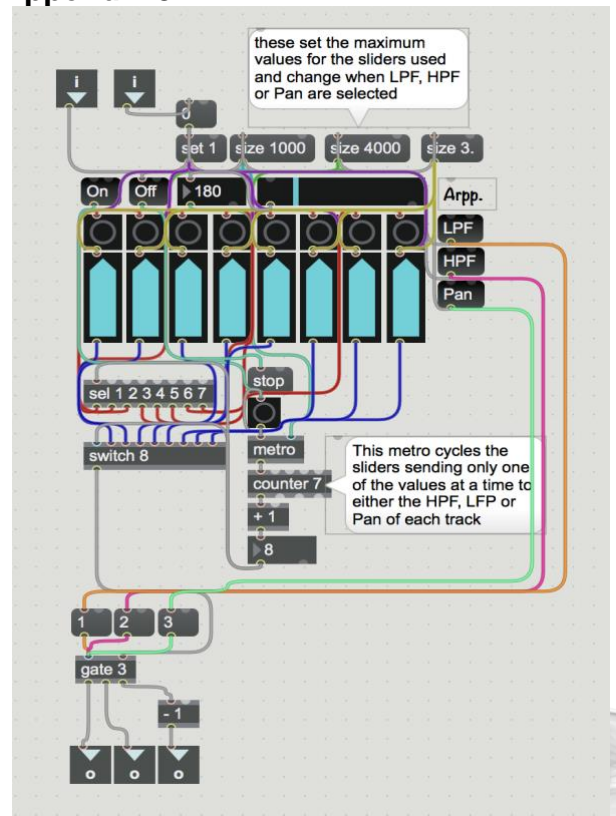 these set the maximum
values for the sliders used
and change when LPF, HPF
or Pan are selected
i
i
0
set 1
size 1000
size 4000
size 3.
On
Off
180
Arpp.
LPF
HPF
Pan
stop
sel 1 2 3 4 5 6 7
switch 8
metro
counter 7
+ 1
8
This metro cycles the
sliders sending only one
of the values at a time to
either the HPF, LFP or
Pan of each track
1
2
3
gate 3
- 1
o
o
o